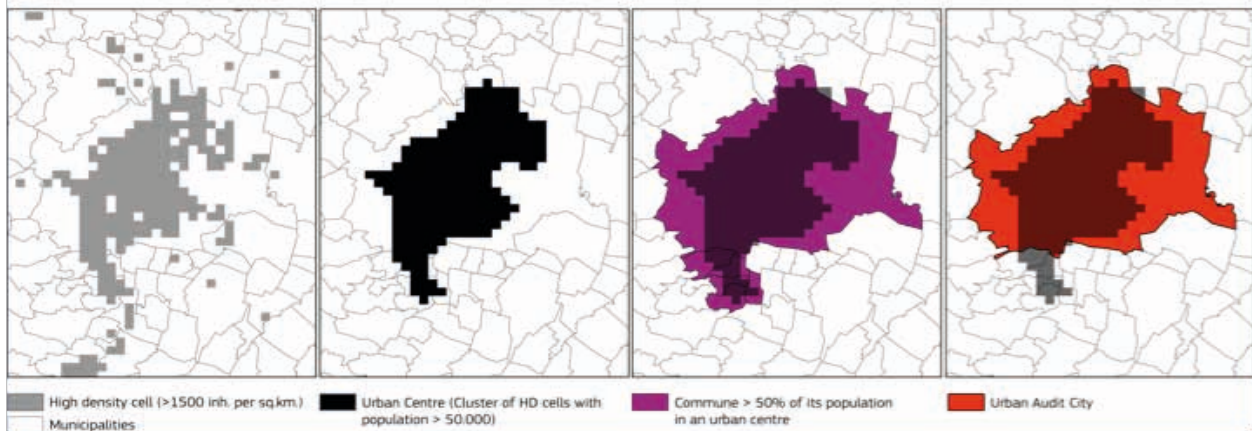 High density cell (>1500 inh. per sq.km.)
Municipalities
Urban Centre (Cluster of HD cells with
population > 50.000)
Commune > 50% of its population
in an urban centre
Urban Audit City